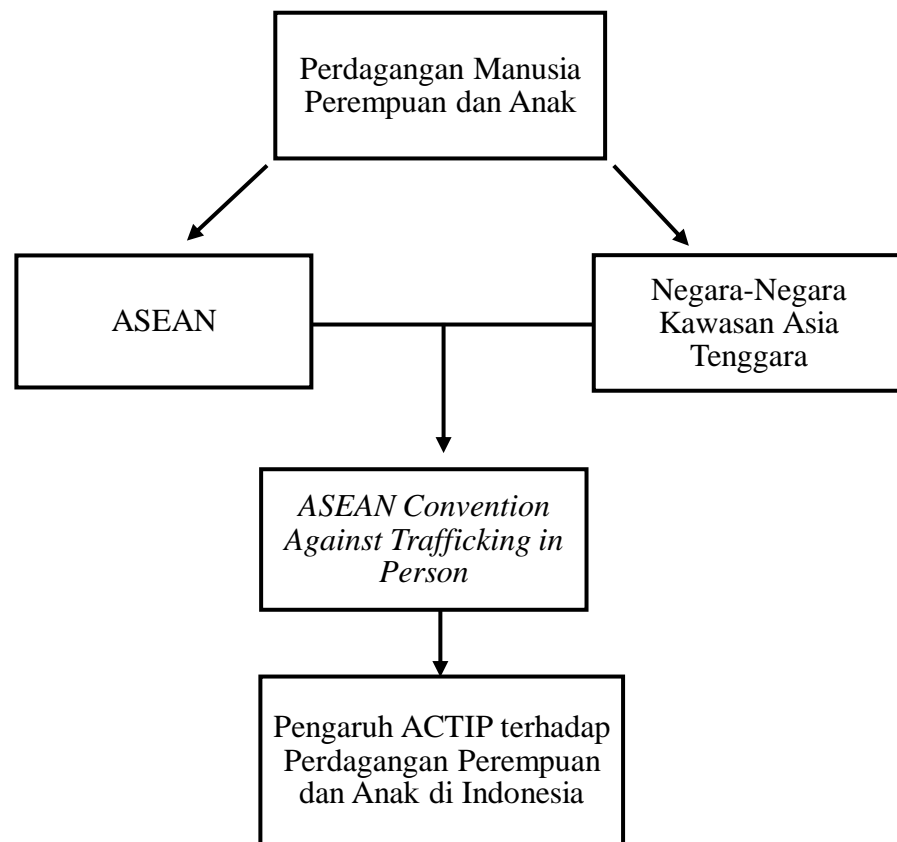 Perdagangan Manusia
Perempuan dan Anak
ASEAN
Negara-Negara
Kawasan Asia
Tenggara
ASEAN Convention
Against Trafficking in
Person
Pengaruh ACTIP terhadap
Perdagangan Perempuan
dan Anak di Indonesia